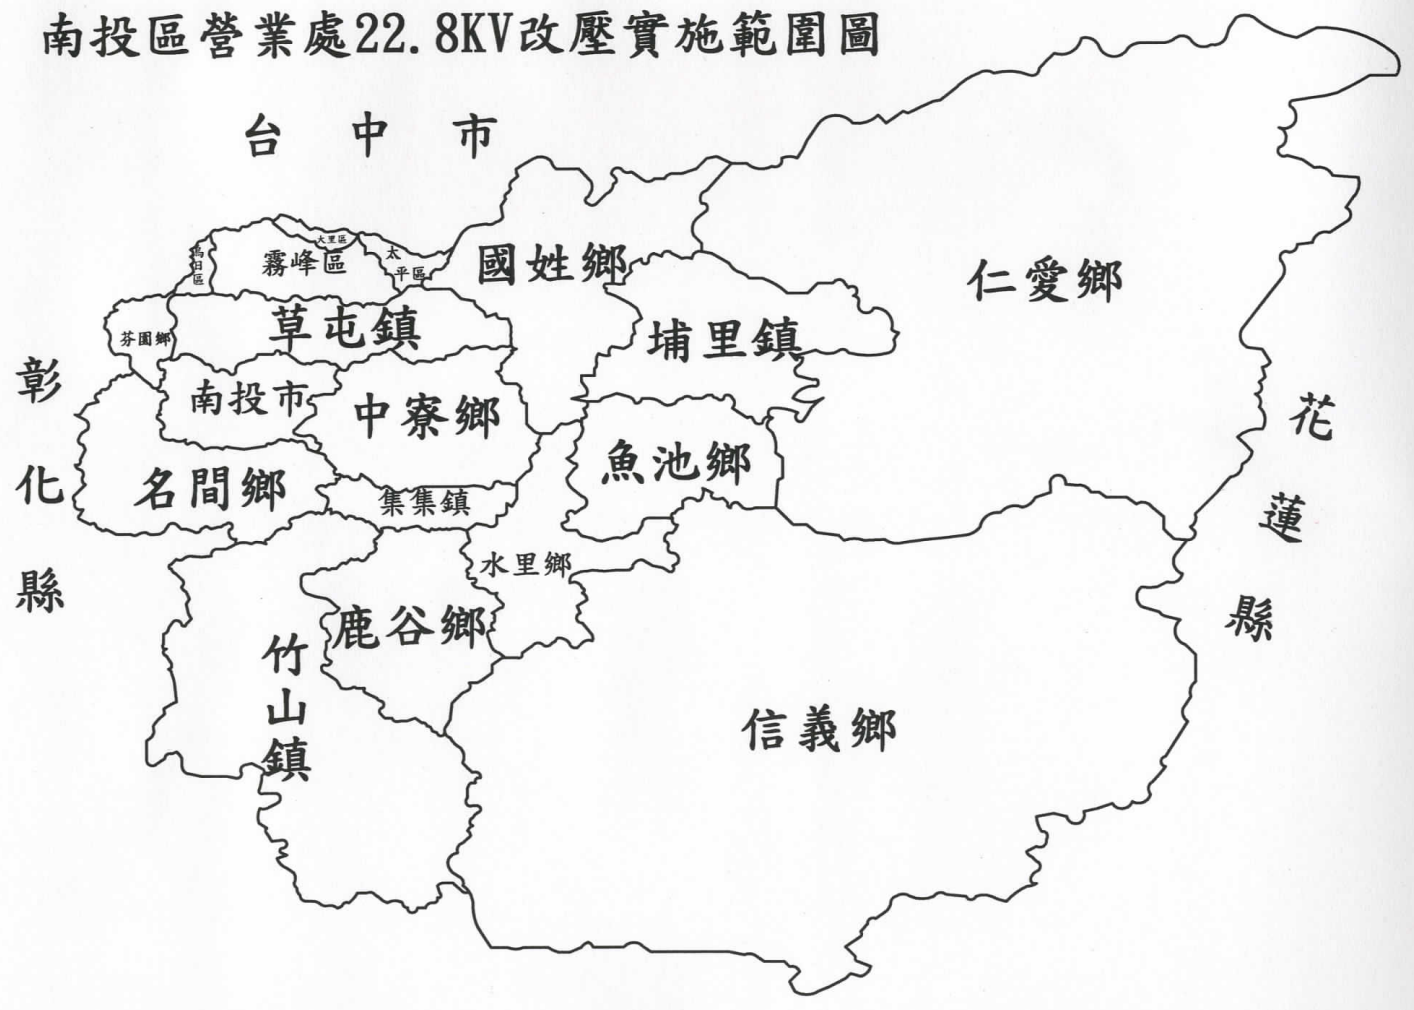 南投區營業處22.8KV改壓實施範圍圖
台中市
大里區
烏日區
霧峰區
太平區
國姓鄉
仁愛鄉
芬園鄉
草屯鎮
埔里鎮
彰化縣
南投市
中寮鄉
花蓮縣
魚池鄉
名間鄉
集集鎮
水里鄉
鹿谷鄉
竹山鎮
信義鄉